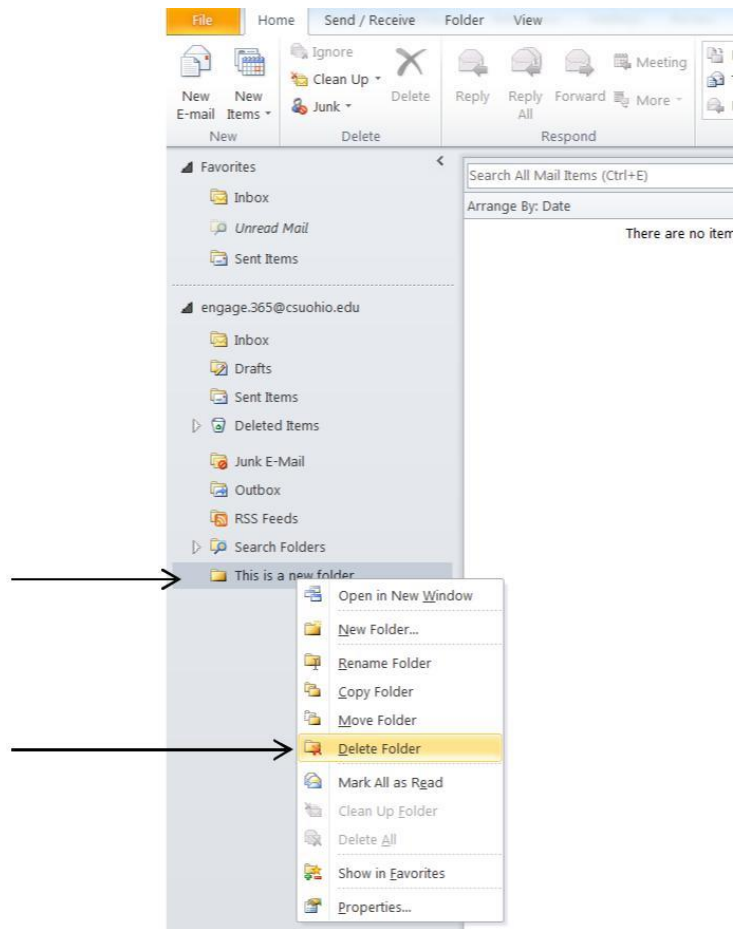 File Home Send / Receive Folder View
Ignore
Clean Up
Junk
Delete
New E-mail
New Items
Reply
Reply All
Forward
Meeting
More
New Delete Respond
Favorites
Inbox
Unread Mail
Sent Items
Search All Mail Items (Ctrl+E)
Arrange By: Date
There are no item
engage.365@csuohio.edu
Inbox
Drafts
Sent Items
Deleted Items
Junk E-Mail
Outbox
RSS Feeds
Search Folders
This is a new folder
Open in New Window
New Folder...
Rename Folder
Copy Folder
Move Folder
Delete Folder
Mark All as Read
Clean Up Folder
Delete All
Show in Favorites
Properties...